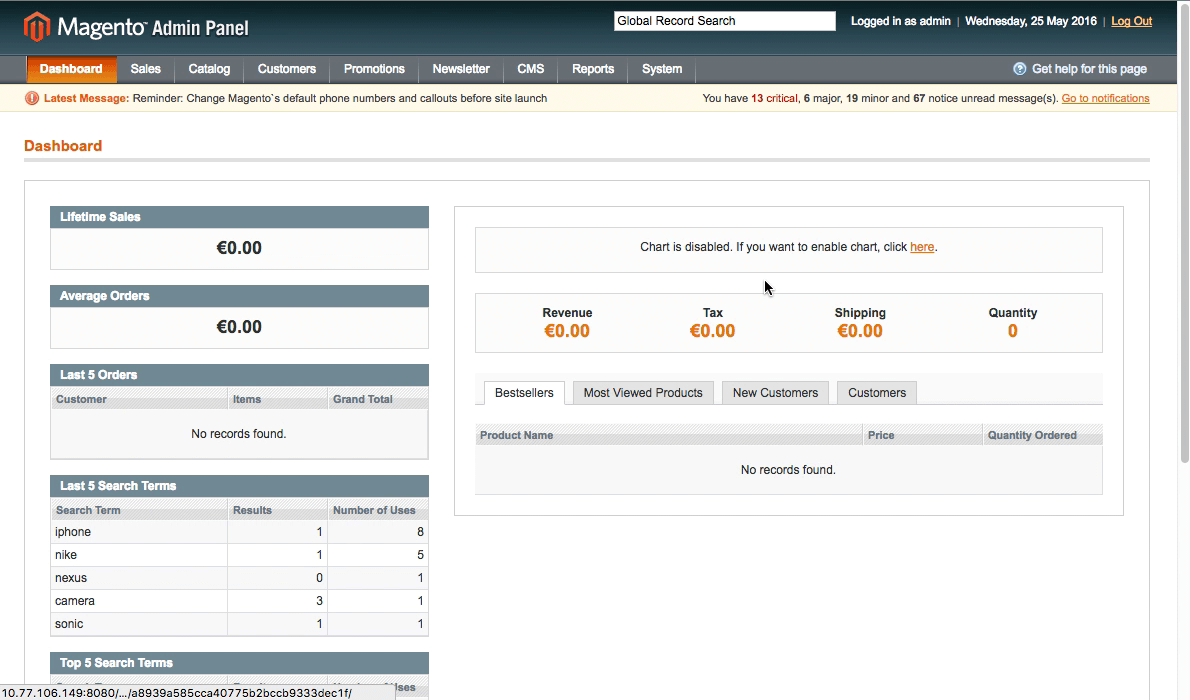 Magento Admin Panel
Global Record Search
Logged in as admin | Wednesday, 25 May 2016 | Log Out
Dashboard Sales Catalog Customers Promotions Newsletter CMS Reports System
Get help for this page
Latest Message: Reminder: Change Magento`s default phone numbers and callouts before site launch
You have 13 critical, 6 major, 19 minor and 67 notice unread message(s). Go to notifications
Dashboard
Lifetime Sales
€0.00
Average Orders
€0.00
Last 5 Orders
Customer Items Grand Total
No records found.
Last 5 Search Terms
Search Term Results Number of Uses
iphone 1 8
nike 1 5
nexus 0 1
camera 3 1
sonic 1 1
Top 5 Search Terms
10.77.106.149:8080/.../a8939a585cca40775b2bccb9333dec1f/
Chart is disabled. If you want to enable chart, click here.
Revenue Tax Shipping Quantity
€0.00 €0.00 €0.00 0
Bestsellers Most Viewed Products New Customers Customers
Product Name Price Quantity Ordered
No records found.